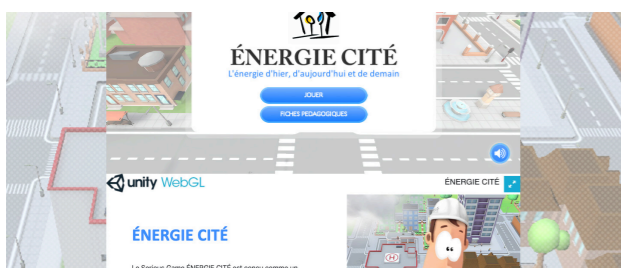 ÉNERGIE CITÉ
L'énergie d'hier, d'aujourd'hui et de demain
JOUER
FICHES PEDAGOGIQUES
unity WebGL
ÉNERGIE CITÉ
ÉNERGIE CITÉ
Le Serious Game ÉNERGIE CITÉ est conçu comme un